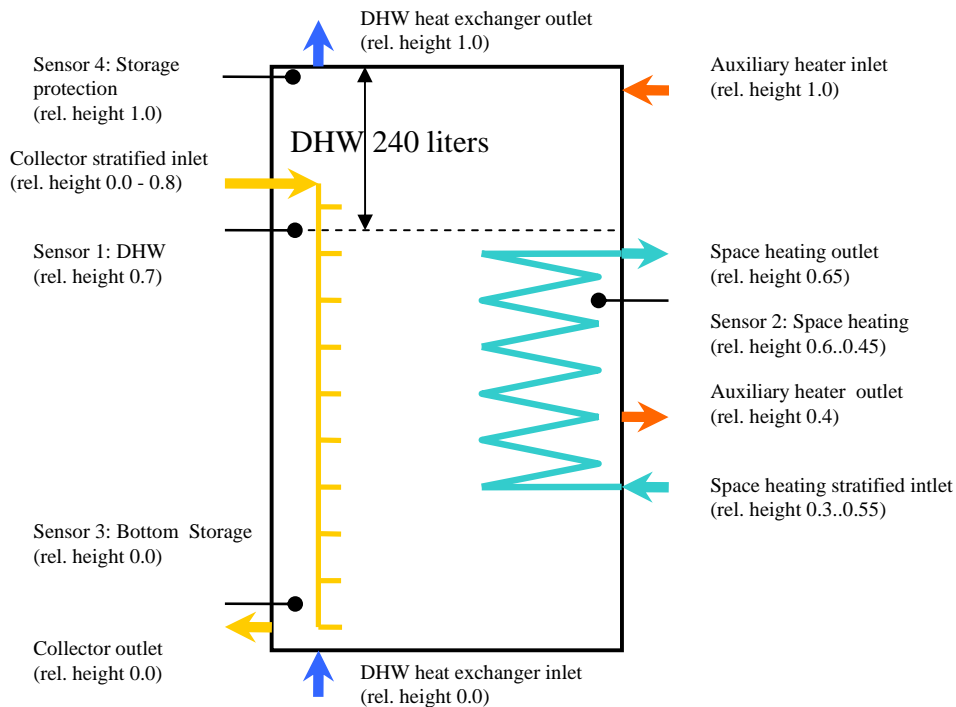 DHW heat exchanger outlet
(rel. height 1.0)
Sensor 4: Storage
protection
(rel. height 1.0)
Auxiliary heater inlet
(rel. height 1.0)
DHW 240 liters
Collector stratified inlet
(rel. height 0.0 - 0.8)
Sensor 1: DHW
(rel. height 0.7)
Space heating outlet
(rel. height 0.65)
Sensor 2: Space heating
(rel. height 0.6..0.45)
Auxiliary heater outlet
(rel. height 0.4)
Space heating stratified intlet
(rel. height 0.3..0.55)
Sensor 3: Bottom Storage
(rel. height 0.0)
Collector outlet
(rel. height 0.0)
DHW heat exchanger inlet
(rel. height 0.0)